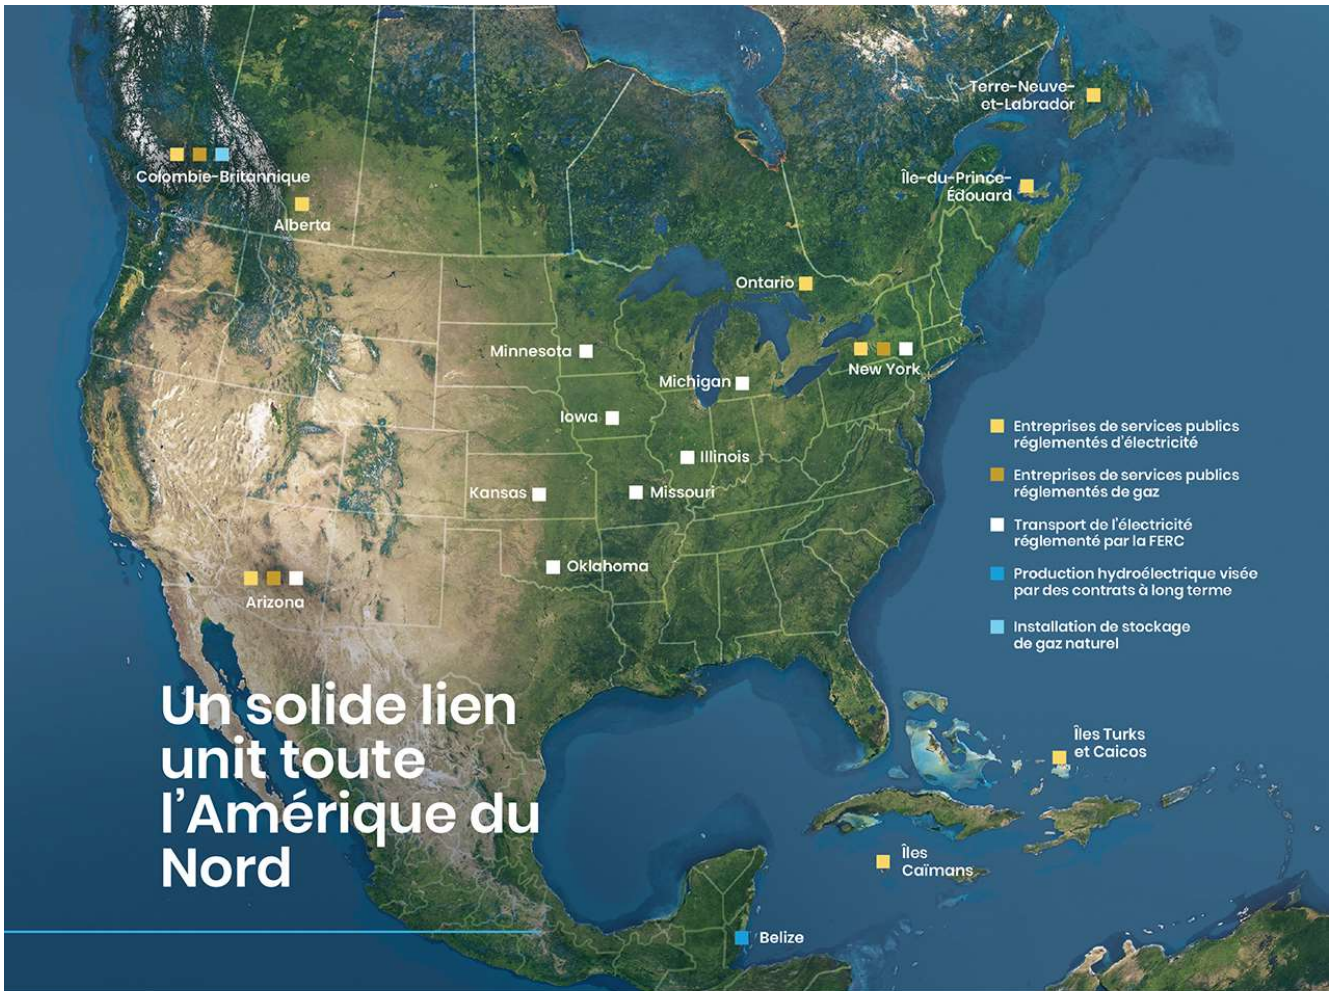 Terre-Neuve-
et-Labrador
Colombie-Britannique
Île-du-Prince-
Édouard
Alberta
Ontario
Minnesota
New York
Michigan
Iowa
Illinois
Kansas
Missouri
Oklahoma
Arizona
Entreprises de services publics
réglementés d'électricité
Entreprises de services publics
réglementés de gaz
Transport de l'électricité
réglementé par la FERC
Production hydroélectrique visée
par des contrats à long terme
Installation de stockage
de gaz naturel
Un solide lien
unit toute
l'Amérique du
Nord
Îles Turks
et Caicos
Îles
Caïmans
Belize